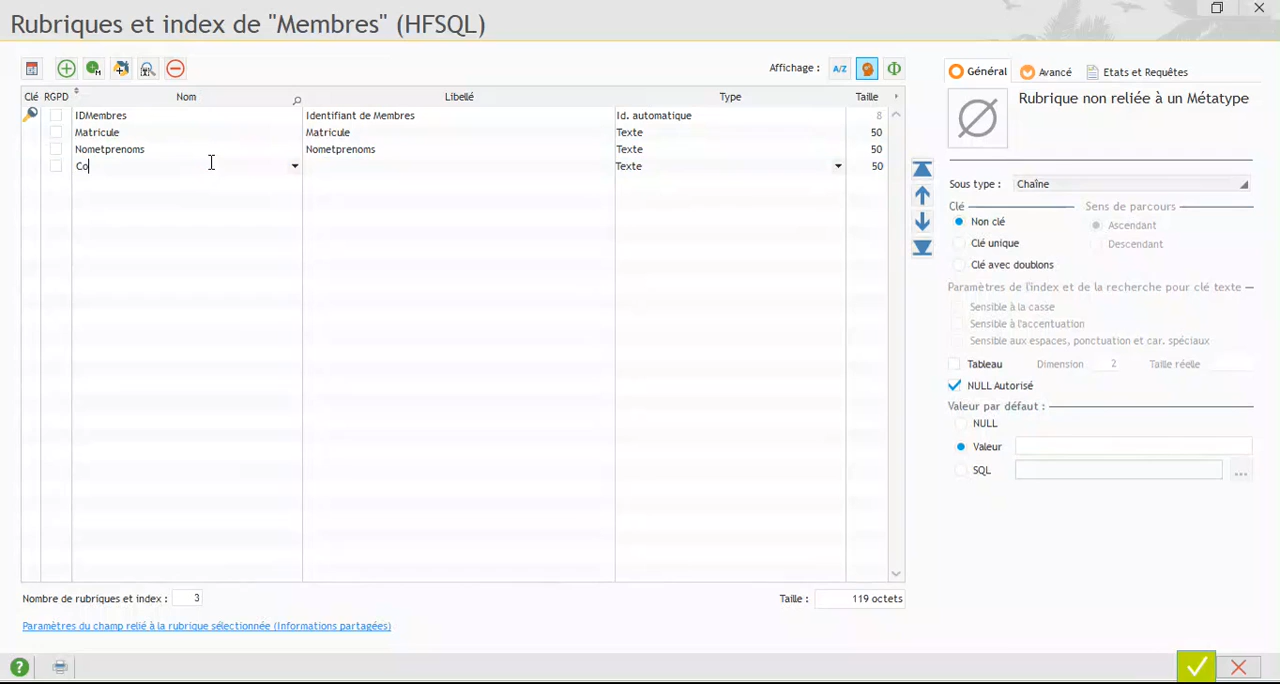 Rubriques et index de "Membres" (HFSQL)
Affichage : A/Z
Clé RGPD Nom Libellé Type Taille
IDMembres Identifiant de Membres Id. automatique 8
Matricule Matricule Texte 50
Nometprenoms Nometprenoms Texte 50
Co Texte 50
Nombre de rubriques et index : 3
Taille : 119 octets
Paramètres du champ relié à la rubrique sélectionnée (Informations partagées)
Général Avancé Etats et Requêtes
Rubrique non reliée à un Métatype
Sous type : Chaîne
Clé Sens de parcours
Non clé Ascendant
Clé unique Descendant
Clé avec doublons
Paramètres de l'index et de la recherche pour clé texte
Sensible à la casse
Sensible à l'accentuation
Sensible aux espaces, ponctuation et car. spéciaux
Tableau Dimension 2 Taille réelle
NULL Autorisé
Valeur par défaut :
NULL
Valeur
SQL ...
?